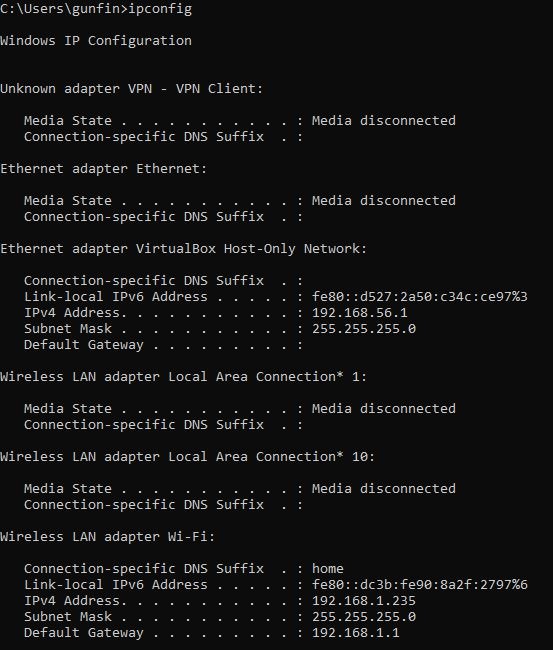 C:\Users\gunfin>ipconfig
Windows IP Configuration
Unknown adapter VPN - VPN Client:
Media State . . . . . . . . . . . : Media disconnected
Connection-specific DNS Suffix  . :
Ethernet adapter Ethernet:
Media State . . . . . . . . . . . : Media disconnected
Connection-specific DNS Suffix  . :
Ethernet adapter VirtualBox Host-Only Network:
Connection-specific DNS Suffix  . :
Link-local IPv6 Address . . . . . : fe80::d527:2a50:c34c:ce97%3
IPv4 Address. . . . . . . . . . . : 192.168.56.1
Subnet Mask . . . . . . . . . . . : 255.255.255.0
Default Gateway . . . . . . . . . :
Wireless LAN adapter Local Area Connection* 1:
Media State . . . . . . . . . . . : Media disconnected
Connection-specific DNS Suffix  . :
Wireless LAN adapter Local Area Connection* 10:
Media State . . . . . . . . . . . : Media disconnected
Connection-specific DNS Suffix  . :
Wireless LAN adapter Wi-Fi:
Connection-specific DNS Suffix  . : home
Link-local IPv6 Address . . . . . : fe80::dc3b:fe90:8a2f:2797%6
IPv4 Address. . . . . . . . . . . : 192.168.1.235
Subnet Mask . . . . . . . . . . . : 255.255.255.0
Default Gateway . . . . . . . . . : 192.168.1.1